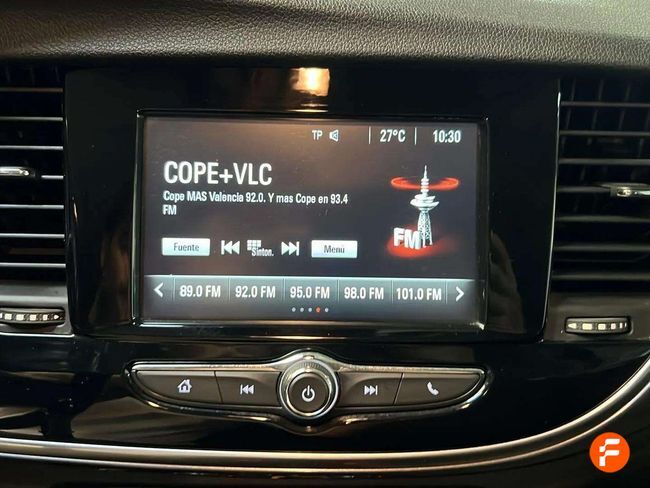 TP 27°C 10:30
COPE+VLC
Cope MAS Valencia 92.0. Y mas Cope en 93.4
FM
FM
Fuente Sinton. Menú
89.0 FM 92.0 FM 95.0 FM 98.0 FM 101.0 FM